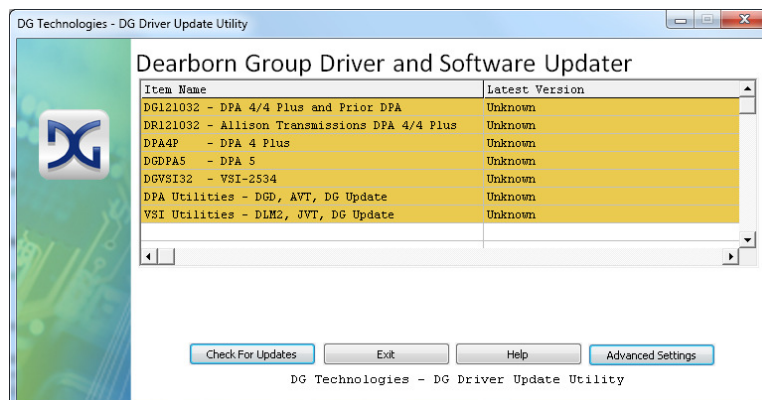 DG Technologies - DG Driver Update Utility
Dearborn Group Driver and Software Updater
Item Name Latest Version
DG121032 - DPA 4/4 Plus and Prior DPA Unknown
DR121032 - Allison Transmissions DPA 4/4 Plus Unknown
DPA4P - DPA 4 Plus Unknown
DGDPA5 - DPA 5 Unknown
DGVSI32 - VSI-2534 Unknown
DPA Utilities - DGD, AVT, DG Update Unknown
VSI Utilities - DLM2, JVT, DG Update Unknown
DG
Check For Updates Exit Help Advanced Settings
DG Technologies - DG Driver Update Utility